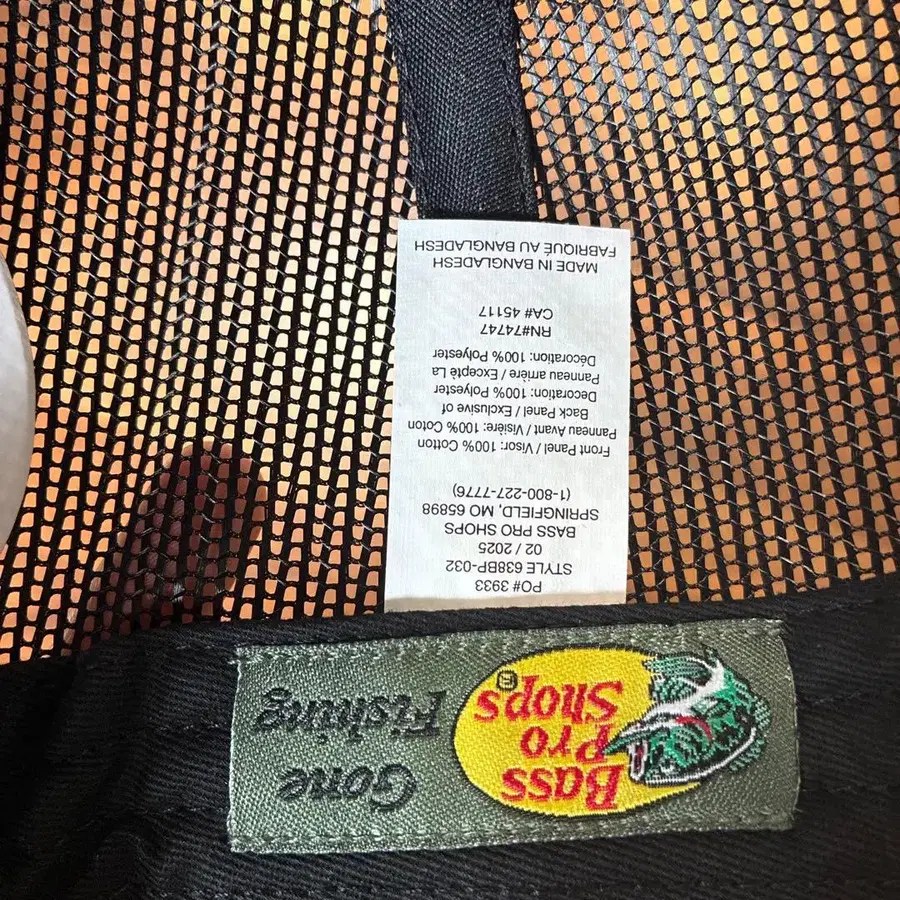 PO# 3933
STYLE 638BP-032
02 / 2025
BASS PRO SHOPS
SPRINGFIELD, MO 65898
(1-800-227-7776)
Front Panel / Visor: 100% Cotton
Panneau Avant / Visière: 100% Cotton
Back Panel / Exclusive of
Decoration: 100% Polyester
Panneau arrière / Excepté La
Décoration: 100% Polyester
RN#74747
CA# 45117
MADE IN BANGLADESH
FABRIQUÉ AU BANGLADESH
Bass
Pro
Shops®
Gone
Fishing